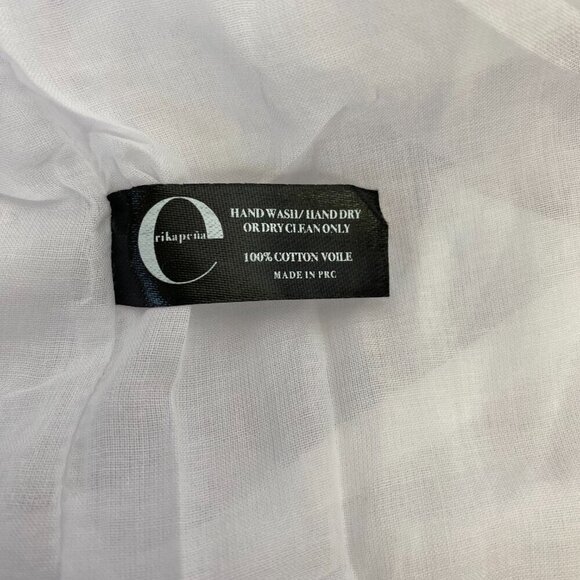 erikapeña
HAND WASH/ HAND DRY
OR DRY CLEAN ONLY
100% COTTON VOILE
MADE IN PRC